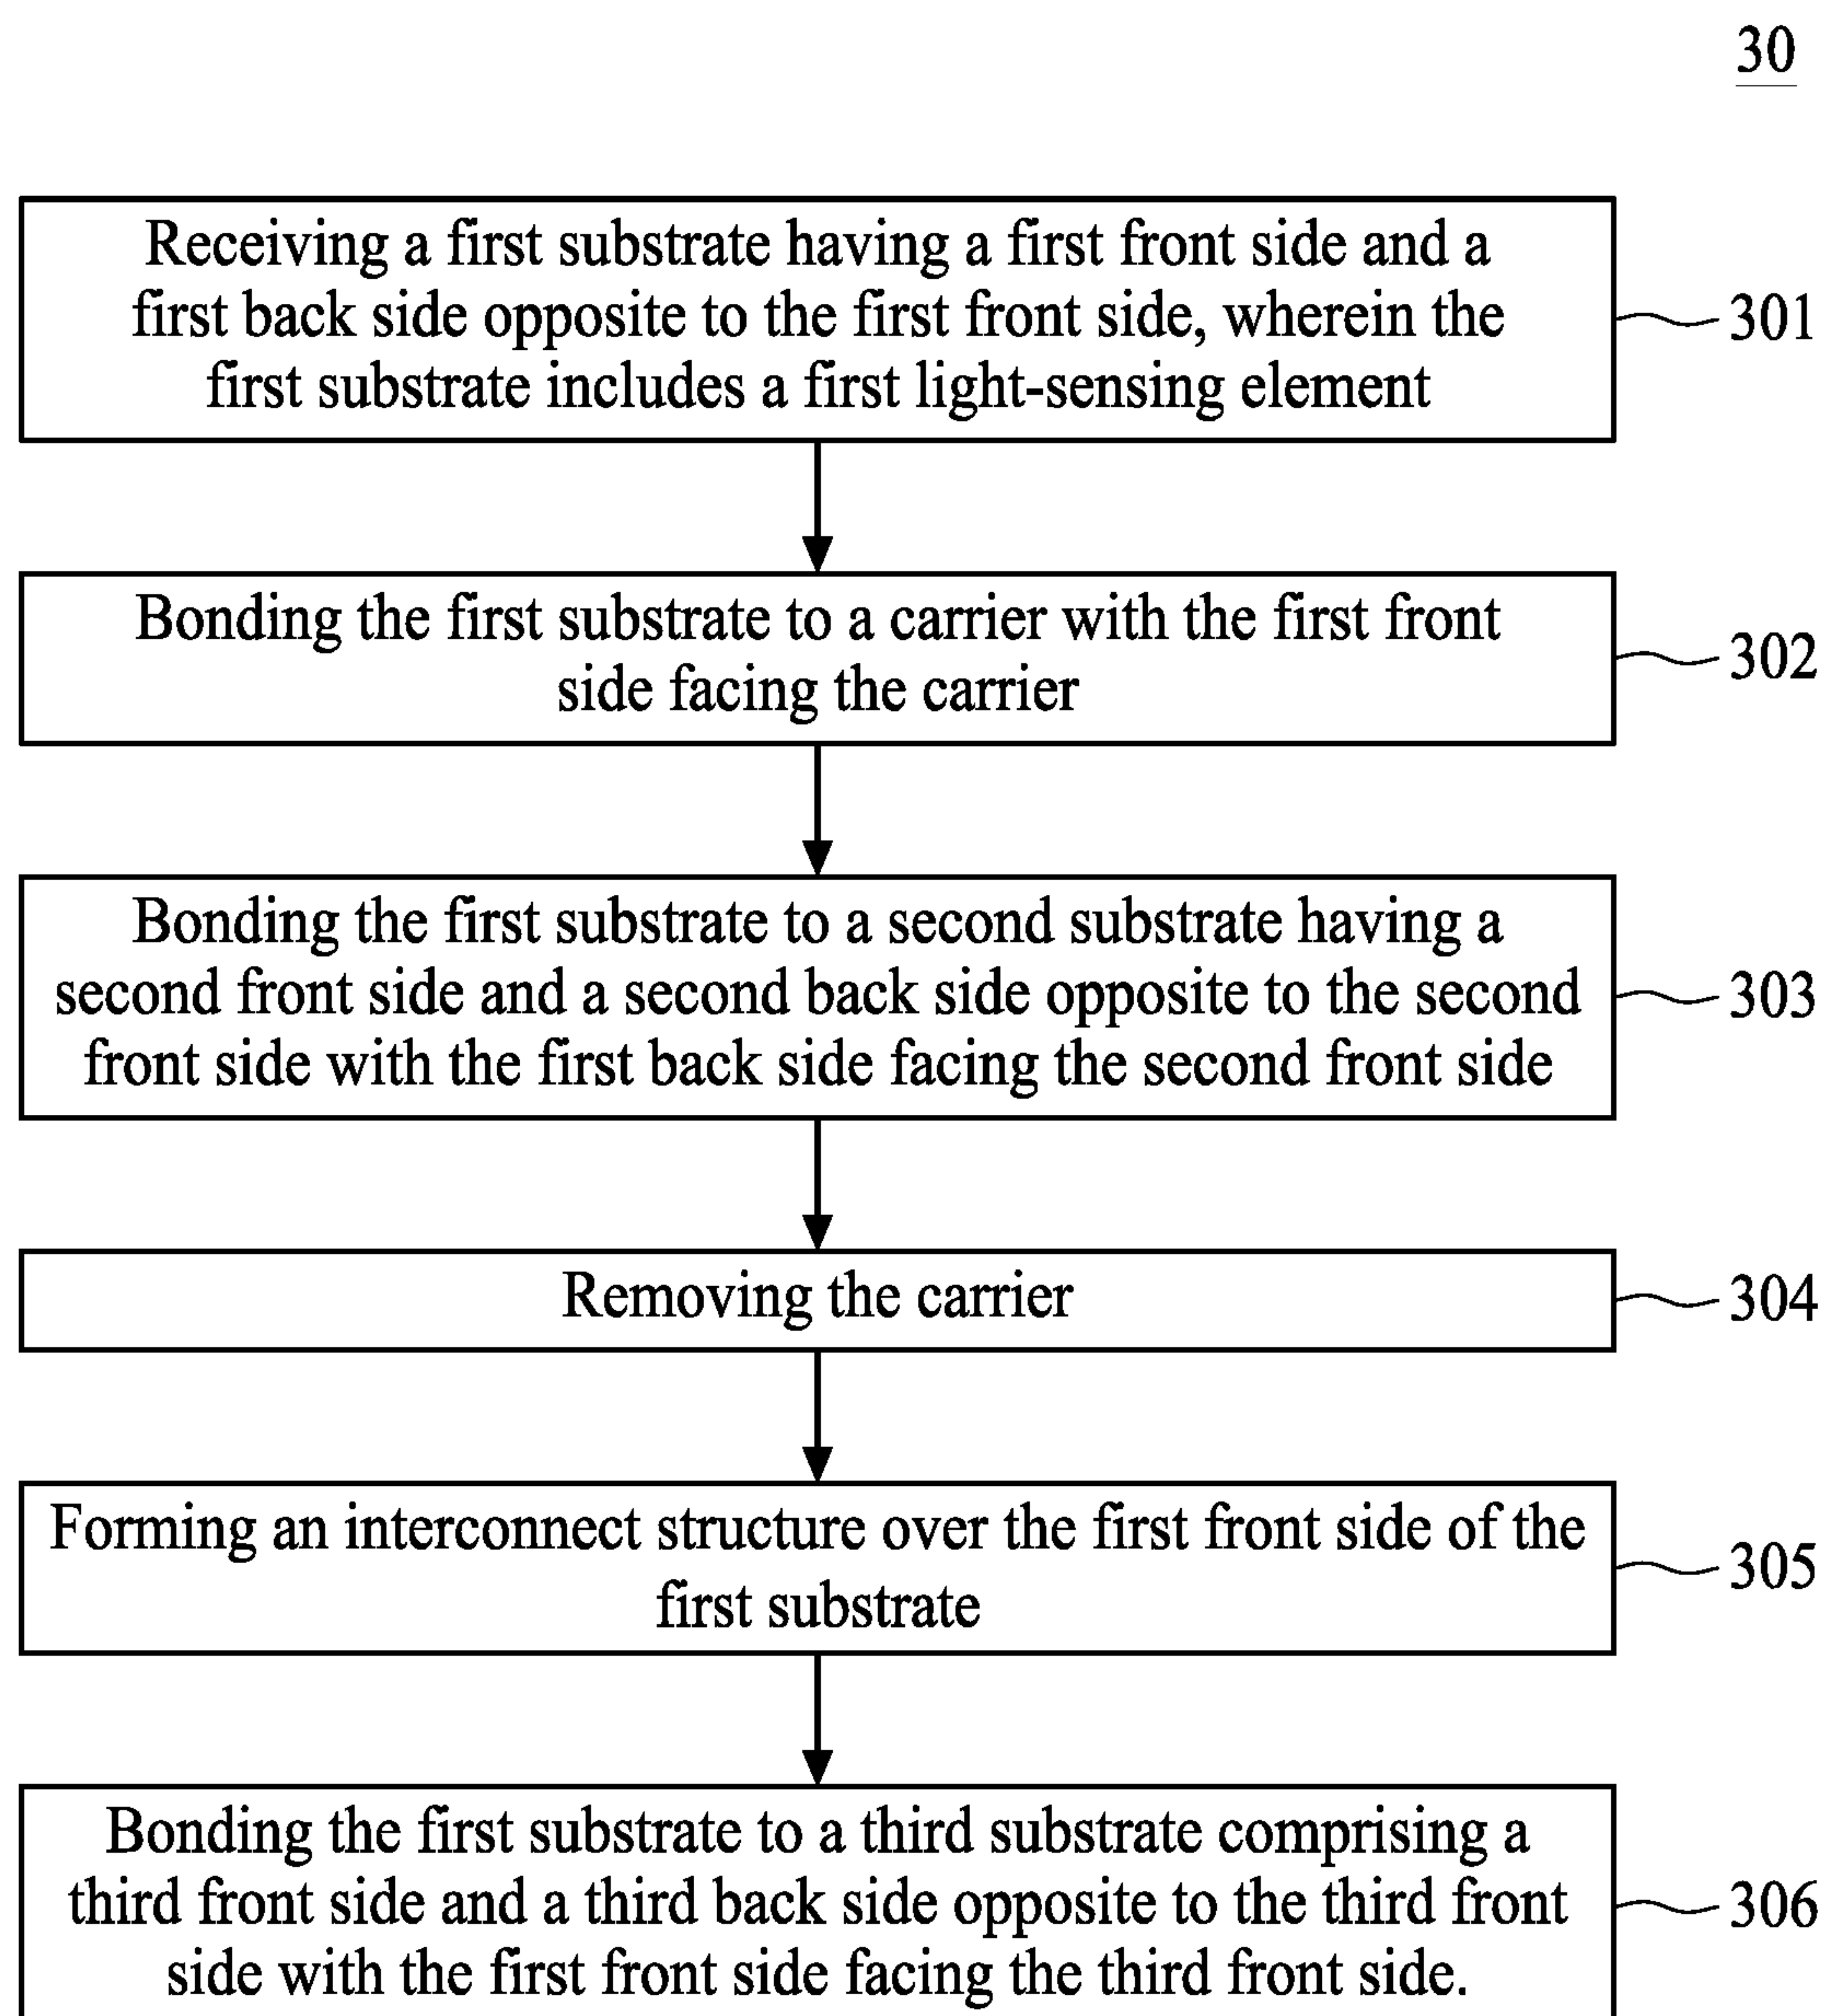 30
Receiving a first substrate having a first front side and a
first back side opposite to the first front side, wherein the
first substrate includes a first light-sensing element
301
Bonding the first substrate to a carrier with the first front
side facing the carrier
302
Bonding the first substrate to a second substrate having a
second front side and a second back side opposite to the second
front side with the first back side facing the second front side
303
Removing the carrier
304
Forming an interconnect structure over the first front side of the
first substrate
305
Bonding the first substrate to a third substrate comprising a
third front side and a third back side opposite to the third front
side with the first front side facing the third front side.
306